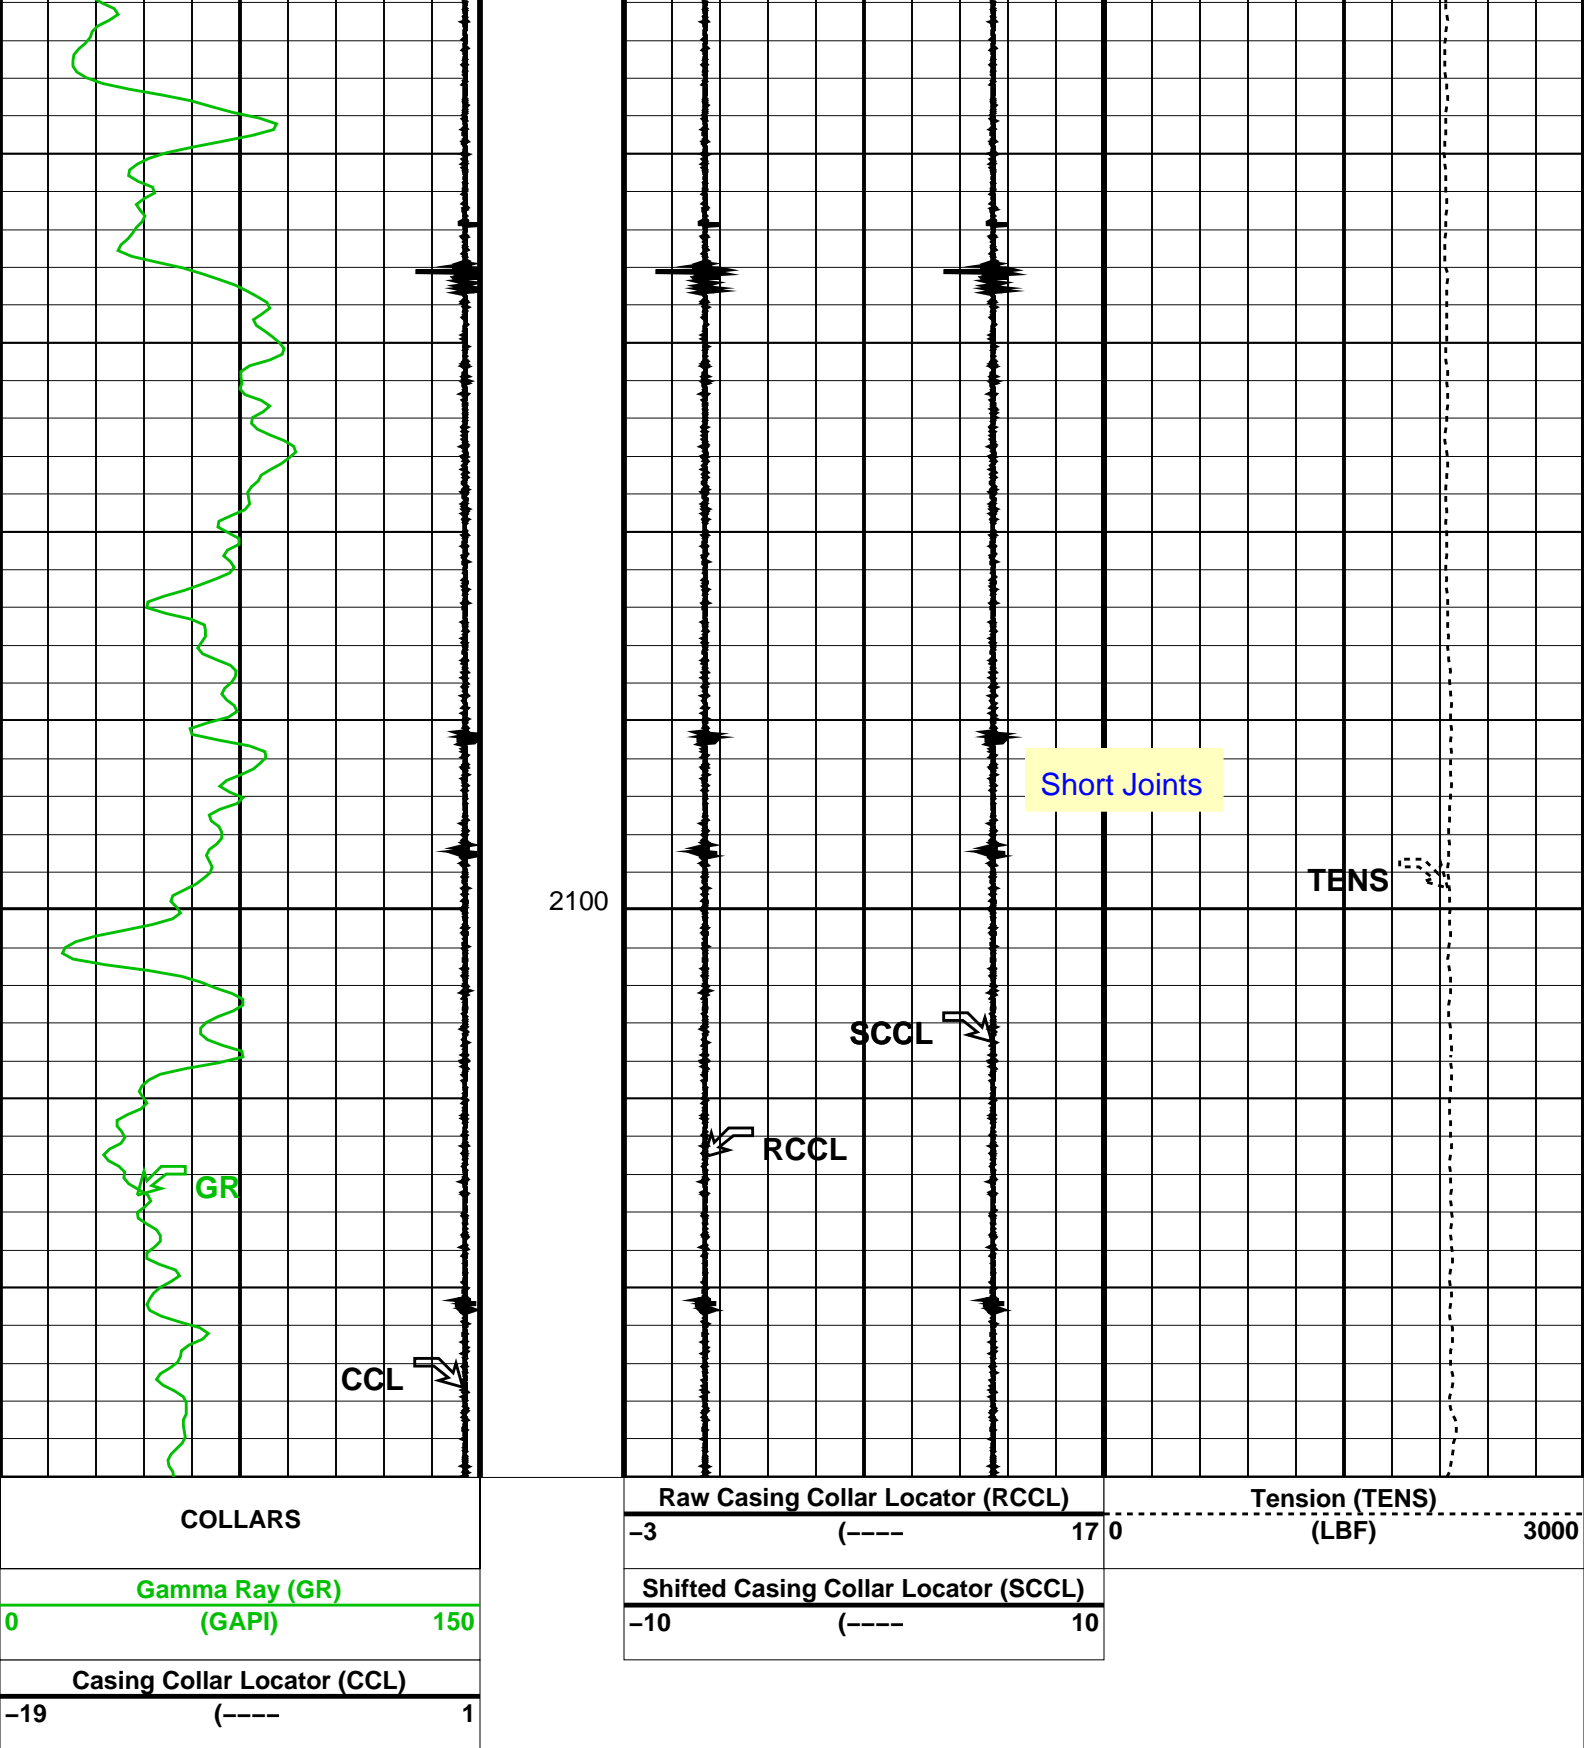 Short Joints
TENS
2100
SCCL
RCCL
GR
CCL
COLLARS
Raw Casing Collar Locator (RCCL)
–3 (–––– 17
Tension (TENS)
0 (LBF) 3000
Gamma Ray (GR)
0 (GAPI) 150
Shifted Casing Collar Locator (SCCL)
–10 (–––– 10
Casing Collar Locator (CCL)
–19 (–––– 1